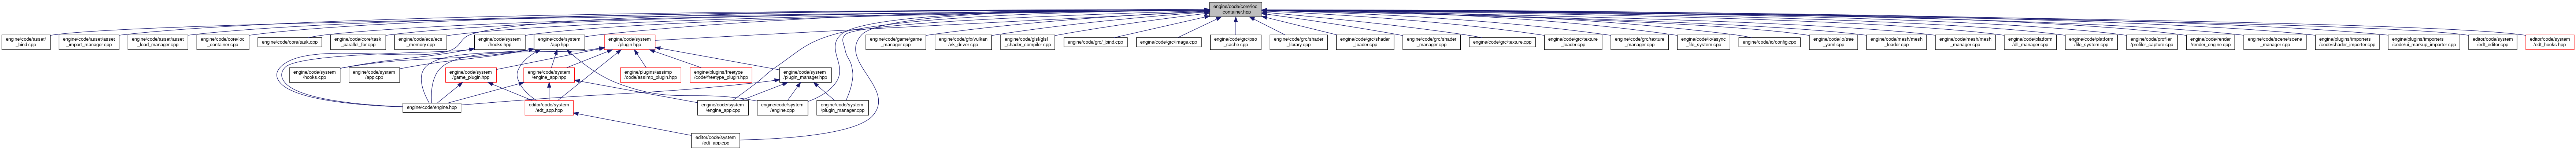 engine/code/core/ioc
_container.hpp
engine/code/asset/
_bind.cpp
engine/code/asset/asset
_import_manager.cpp
engine/code/asset/asset
_load_manager.cpp
engine/code/core/ioc
_container.cpp
engine/code/core/task.cpp
engine/code/core/task
_parallel_for.cpp
engine/code/ecs/ecs
_memory.cpp
engine/code/system
/hooks.hpp
engine/code/system
/app.hpp
engine/code/system
/plugin.hpp
engine/code/game/game
_manager.cpp
engine/code/gfx/vulkan
/vk_driver.cpp
engine/code/glsl/glsl
_shader_compiler.cpp
engine/code/grc/_bind.cpp
engine/code/grc/image.cpp
engine/code/grc/pso
_cache.cpp
engine/code/grc/shader
_library.cpp
engine/code/grc/shader
_loader.cpp
engine/code/grc/shader
_manager.cpp
engine/code/grc/texture.cpp
engine/code/grc/texture
_loader.cpp
engine/code/grc/texture
_manager.cpp
engine/code/io/async
_file_system.cpp
engine/code/io/config.cpp
engine/code/io/tree
_yaml.cpp
engine/code/mesh/mesh
_loader.cpp
engine/code/mesh/mesh
_manager.cpp
engine/code/platform
/dll_manager.cpp
engine/code/platform
/file_system.cpp
engine/code/profiler
/profiler_capture.cpp
engine/code/render
/render_engine.cpp
engine/code/scene/scene
_manager.cpp
engine/plugins/importers
/code/shader_importer.cpp
engine/plugins/importers
/code/ui_markup_importer.cpp
editor/code/system
/edt_editor.cpp
editor/code/system
/edt_hooks.hpp
engine/code/system
/hooks.cpp
engine/code/system
/app.cpp
engine/code/system
/game_plugin.hpp
engine/code/system
/engine_app.hpp
engine/plugins/assimp
/code/assimp_plugin.hpp
engine/plugins/freetype
/code/freetype_plugin.hpp
engine/code/system
/plugin_manager.hpp
engine/code/engine.hpp
editor/code/system
/edt_app.hpp
engine/code/system
/engine_app.cpp
engine/code/system
/engine.cpp
engine/code/system
/plugin_manager.cpp
editor/code/system
/edt_app.cpp